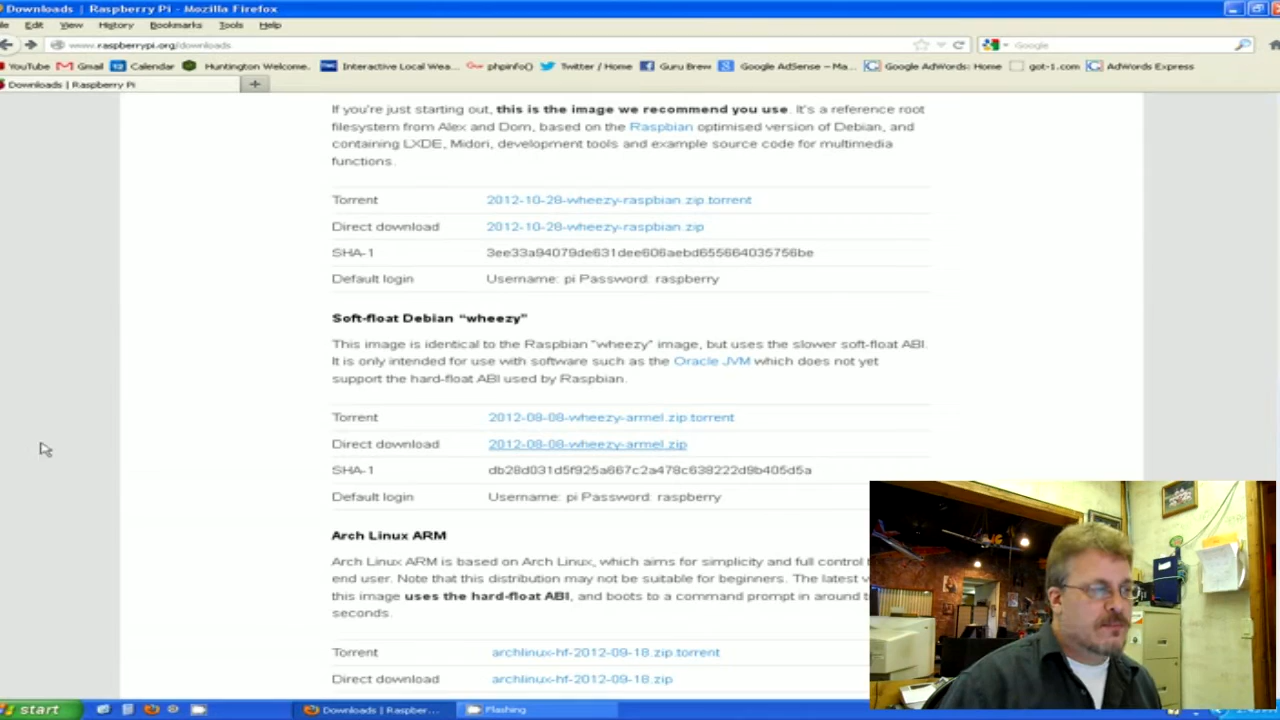 Downloads | Raspberry Pi - Mozilla Firefox
Edit View History Bookmarks Tools Help
www.raspberrypi.org/downloads
Google
YouTube Gmail Calendar Huntington Welcome. Interactive Local Wea... phpinfo() Twitter / Home Guru Brew Google AdSense – Ma... Google AdWords: Home got-1.com AdWords Express
Downloads | Raspberry Pi
If you're just starting out, this is the image we recommend you use. It's a reference root
filesystem from Alex and Dom, based on the Raspbian optimised version of Debian, and
containing LXDE, Midori, development tools and example source code for multimedia
functions.
Torrent 2012-10-28-wheezy-raspbian.zip.torrent
Direct download 2012-10-28-wheezy-raspbian.zip
SHA-1 3ee33a94079de631dee606aebd655664035756be
Default login Username: pi Password: raspberry
Soft-float Debian “wheezy”
This image is identical to the Raspbian “wheezy” image, but uses the slower soft-float ABI.
It is only intended for use with software such as the Oracle JVM which does not yet
support the hard-float ABI used by Raspbian.
Torrent 2012-08-08-wheezy-armel.zip.torrent
Direct download 2012-08-08-wheezy-armel.zip
SHA-1 db28d031d5f925a667c2a478c638222d9b405d5a
Default login Username: pi Password: raspberry
Arch Linux ARM
Arch Linux ARM is based on Arch Linux, which aims for simplicity and full control
end user. Note that this distribution may not be suitable for beginners. The latest
this image uses the hard-float ABI, and boots to a command prompt in around
seconds.
Torrent archlinux-hf-2012-09-18.zip.torrent
Direct download archlinux-hf-2012-09-18.zip
start Downloads | Raspber... Flashing